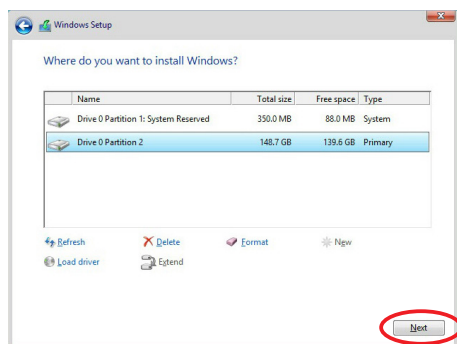 Windows Setup
Where do you want to install Windows?
Name Total size Free space Type
Drive 0 Partition 1: System Reserved 350.0 MB 88.0 MB System
Drive 0 Partition 2 148.7 GB 139.6 GB Primary
Refresh Delete Format New
Load driver Extend
Next